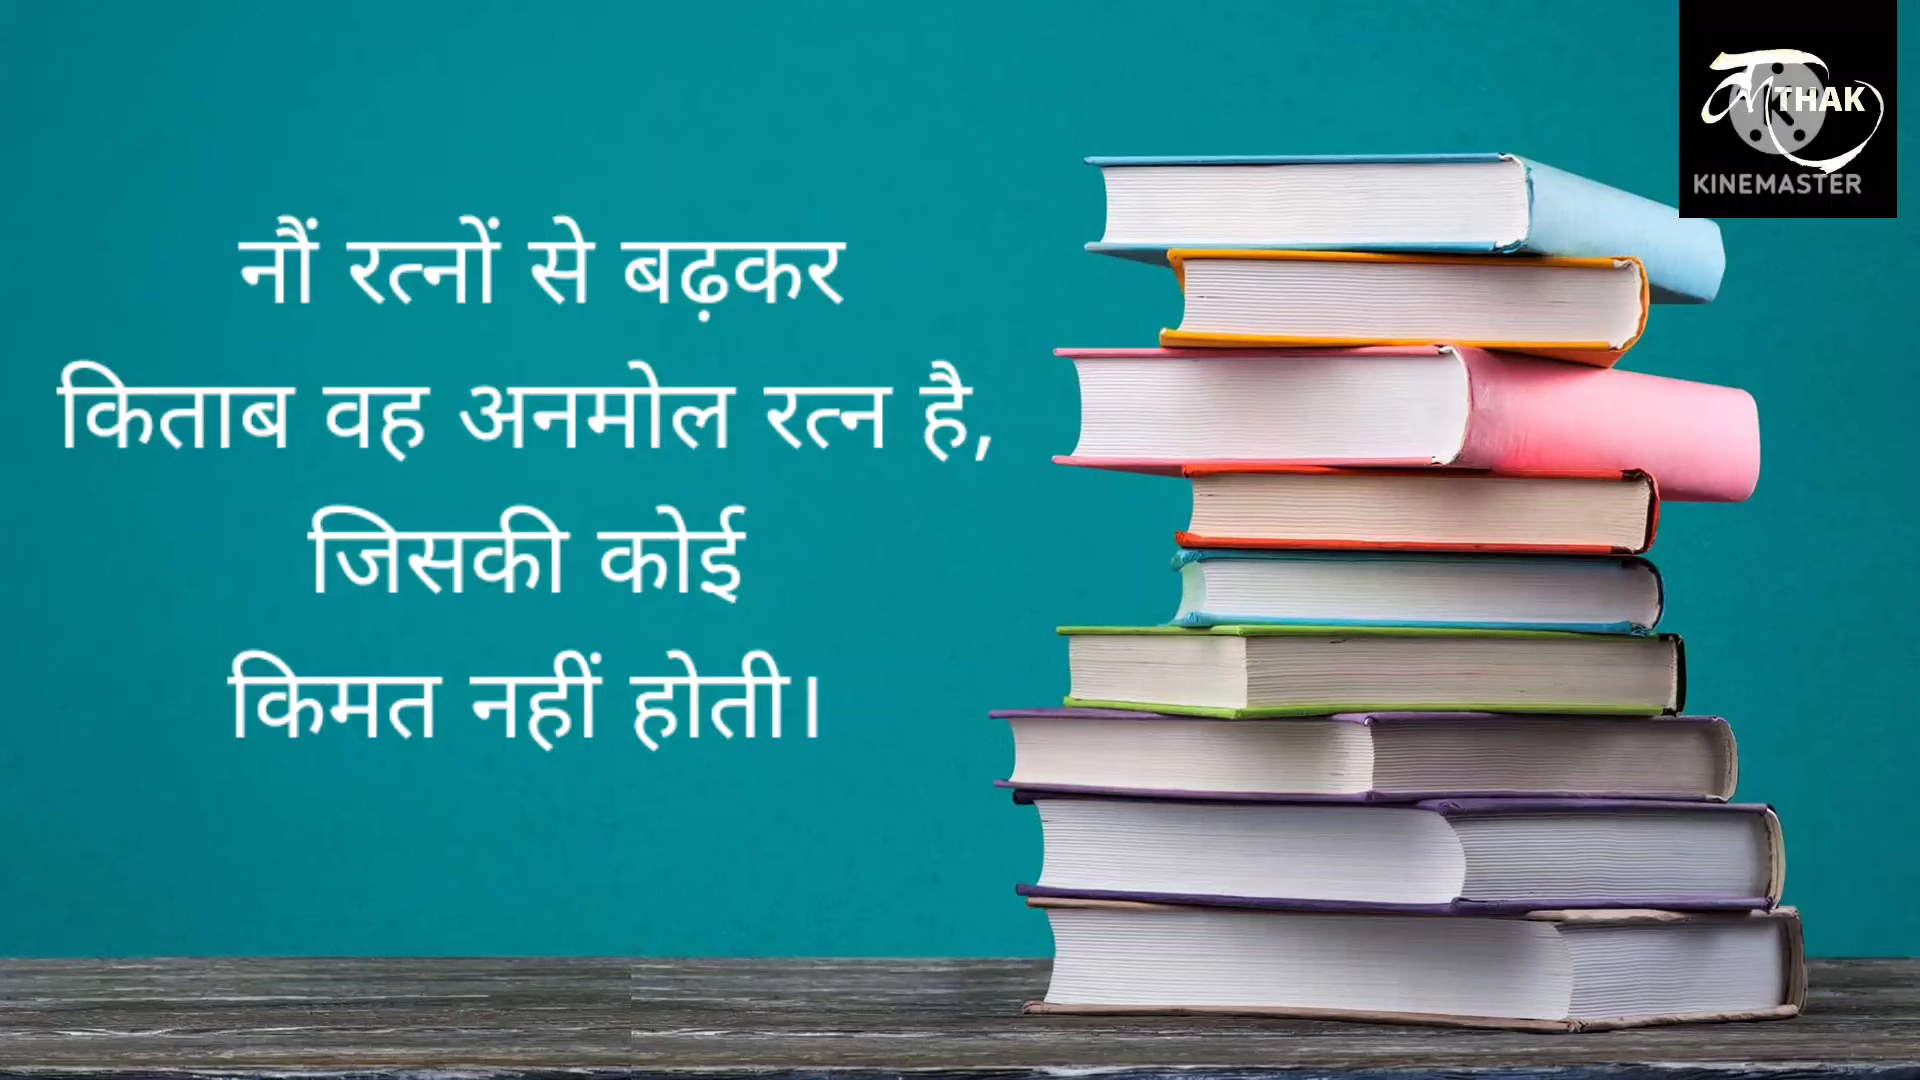 नौं रत्नों से बढ़कर
किताब वह अनमोल रत्न है,
जिसकी कोई
किमत नहीं होती।
THAK
KINEMASTER